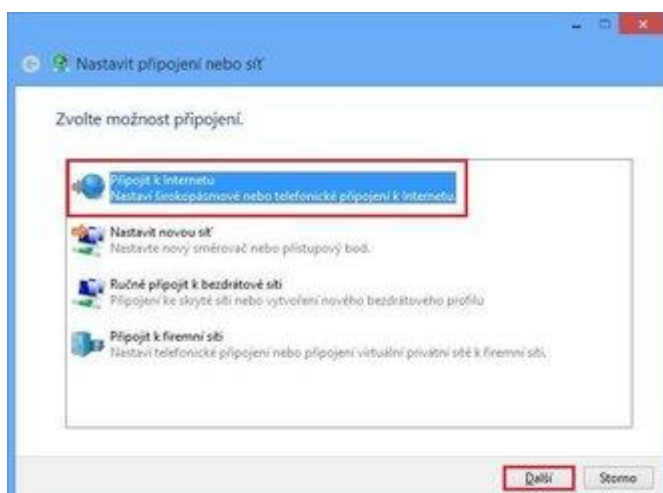 Nastavit připojení nebo síť
Zvolte možnost připojení.
Připojit k Internetu
Nastaví širokopásmové nebo telefonické připojení k Internetu.
Nastavit novou síť
Nastavte nový směrovač nebo přístupový bod.
Ručně připojit k bezdrátové síti
Připojení ke skryté síti nebo vytvoření nového bezdrátového profilu
Připojit k firemní síti
Nastaví telefonické připojení nebo připojení virtuální privátní sítě k firemní síti.
Další
Storno